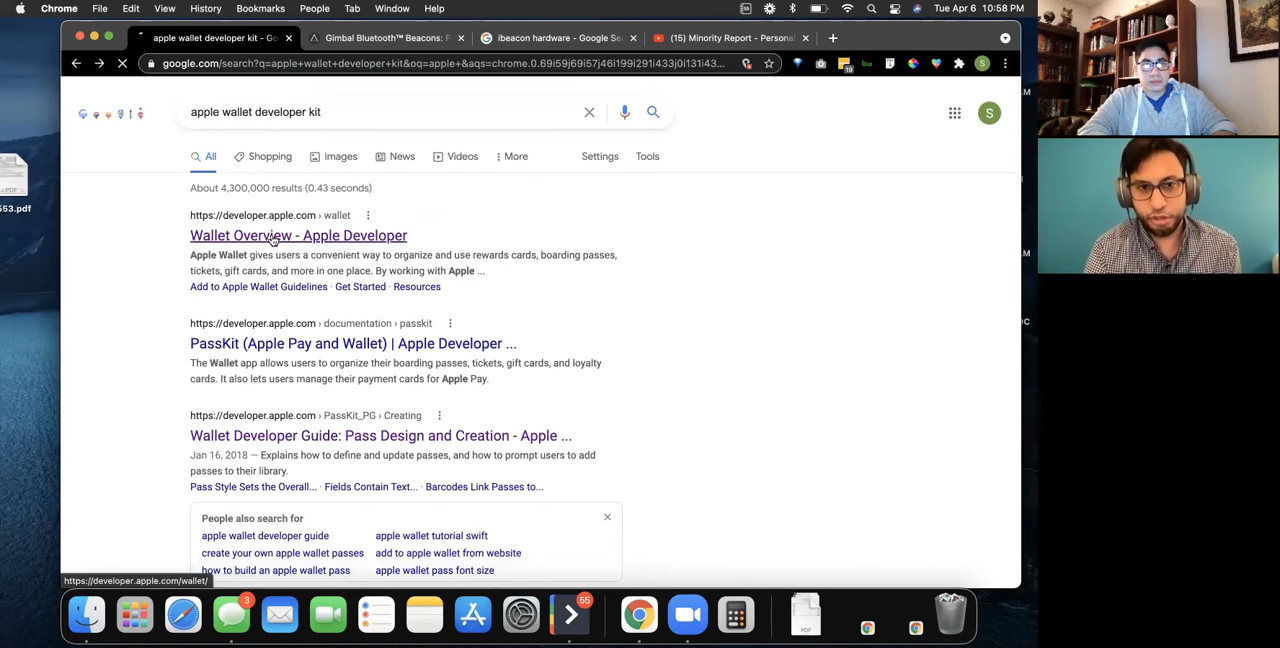 Chrome File Edit View History Bookmarks People Tab Window Help Tue Apr 6 10:58 PM
apple wallet developer kit - Go Gimbal Bluetooth™ Beacons: P ibeacon hardware - Google Se (15) Minority Report - Persona
google.com/search?q=apple+wallet+developer+kit&oq=apple+&aqs=chrome.0.69i59j69i57j46i199i291i433j0i131i43...
19
S
apple wallet developer kit
S
All Shopping Images News Videos More Settings Tools
About 4,300,000 results (0.43 seconds)
https://developer.apple.com › wallet
Wallet Overview - Apple Developer
Apple Wallet gives users a convenient way to organize and use rewards cards, boarding passes,
tickets, gift cards, and more in one place. By working with Apple ...
Add to Apple Wallet Guidelines · Get Started · Resources
https://developer.apple.com › documentation › passkit
PassKit (Apple Pay and Wallet) | Apple Developer ...
The Wallet app allows users to organize their boarding passes, tickets, gift cards, and loyalty
cards. It also lets users manage their payment cards for Apple Pay.
https://developer.apple.com › PassKit_PG › Creating
Wallet Developer Guide: Pass Design and Creation - Apple ...
Jan 16, 2018 — Explains how to define and update passes, and how to prompt users to add
passes to their library.
Pass Style Sets the Overall... · Fields Contain Text... · Barcodes Link Passes to...
People also search for
apple wallet developer guide apple wallet tutorial swift
create your own apple wallet passes add to apple wallet from website
how to build an apple wallet pass apple wallet pass font size
https://developer.apple.com/wallet/
PDF
553.pdf
AM
AM
OC
3
55
PDF